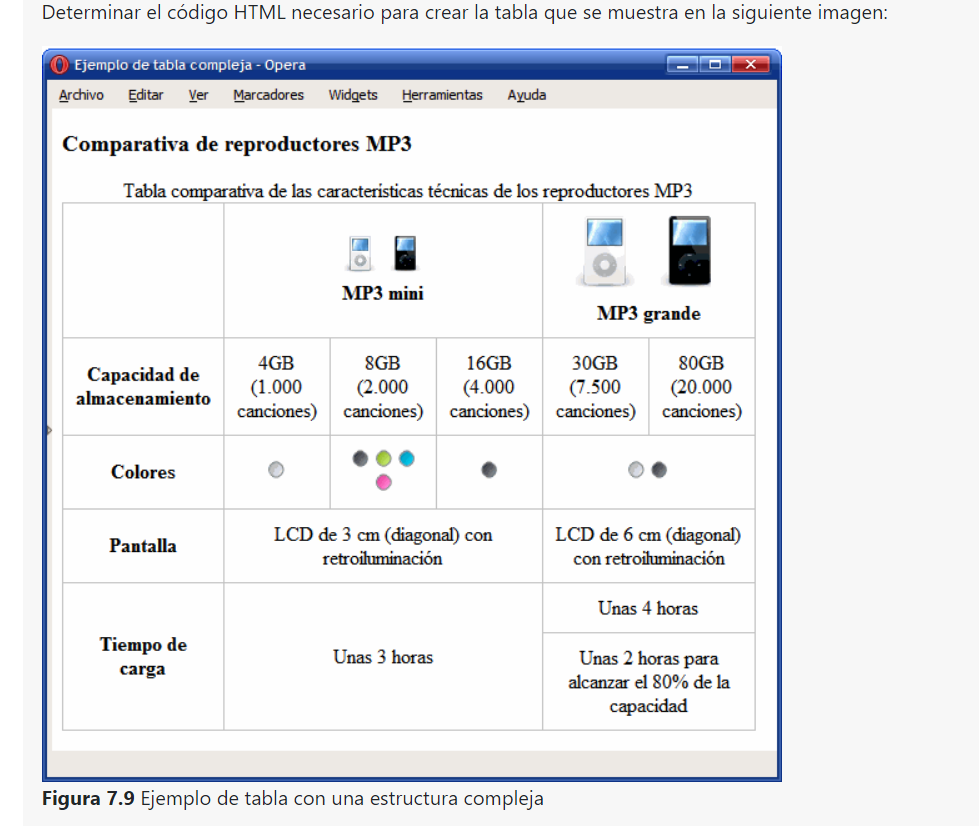 Determinar el código HTML necesario para crear la tabla que se muestra en la siguiente imagen:
Ejemplo de tabla compleja - Opera
Archivo Editar Ver Marcadores Widgets Herramientas Ayuda
Comparativa de reproductores MP3
Tabla comparativa de las características técnicas de los reproductores MP3
MP3 mini
MP3 grande
Capacidad de
almacenamiento
4GB
(1.000
canciones)
8GB
(2.000
canciones)
16GB
(4.000
canciones)
30GB
(7.500
canciones)
80GB
(20.000
canciones)
Colores
Pantalla
LCD de 3 cm (diagonal) con
retroiluminación
LCD de 6 cm (diagonal)
con retroiluminación
Tiempo de
carga
Unas 3 horas
Unas 4 horas
Unas 2 horas para
alcanzar el 80% de la
capacidad
Figura 7.9 Ejemplo de tabla con una estructura compleja